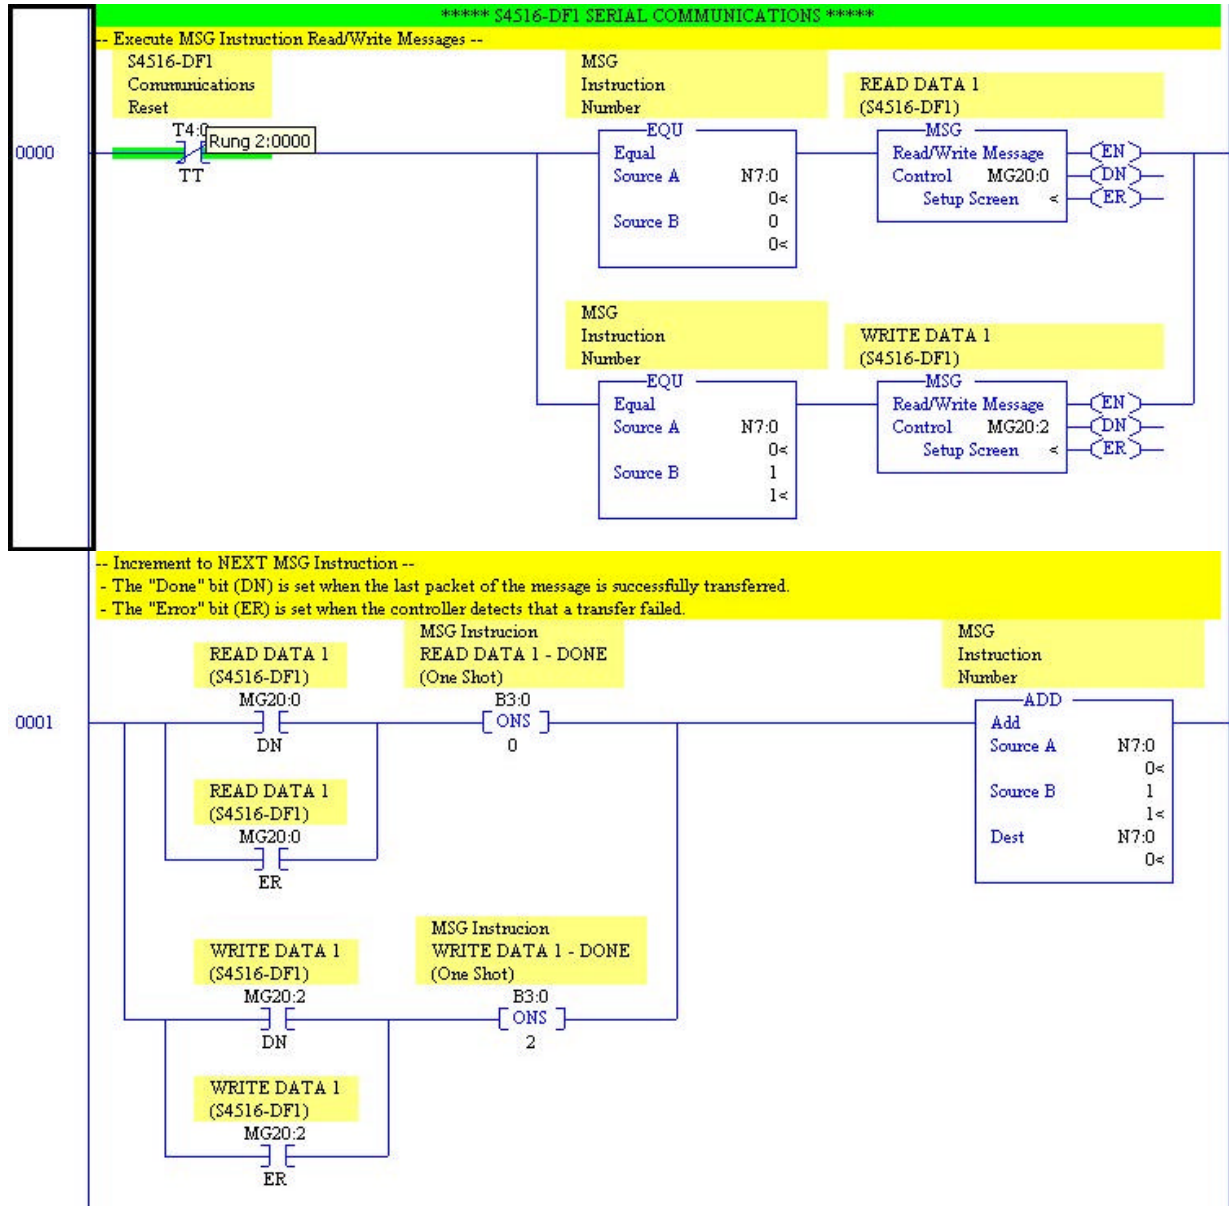 ***** S4516-DF1 SERIAL COMMUNICATIONS *****
-- Execute MSG Instruction Read/Write Messages --
S4516-DF1
Communications
Reset
T4:0
Rung 2:0000
TT
0000
MSG
Instruction
Number
EQU
Equal
Source A N7:0
0<
Source B 0
0<
READ DATA 1
(S4516-DF1)
MSG
Read/Write Message
Control MG20:0
Setup Screen <
EN
DN
ER
MSG
Instruction
Number
EQU
Equal
Source A N7:0
0<
Source B 1
1<
WRITE DATA 1
(S4516-DF1)
MSG
Read/Write Message
Control MG20:2
Setup Screen <
EN
DN
ER
-- Increment to NEXT MSG Instruction --
- The "Done" bit (DN) is set when the last packet of the message is successfully transferred.
- The "Error" bit (ER) is set when the controller detects that a transfer failed.
0001
READ DATA 1
(S4516-DF1)
MG20:0
DN
MSG Instrucion
READ DATA 1 - DONE
(One Shot)
B3:0
ONS
0
MSG
Instruction
Number
ADD
Add
Source A N7:0
0<
Source B 1
1<
Dest N7:0
0<
READ DATA 1
(S4516-DF1)
MG20:0
ER
WRITE DATA 1
(S4516-DF1)
MG20:2
DN
MSG Instrucion
WRITE DATA 1 - DONE
(One Shot)
B3:0
ONS
2
WRITE DATA 1
(S4516-DF1)
MG20:2
ER